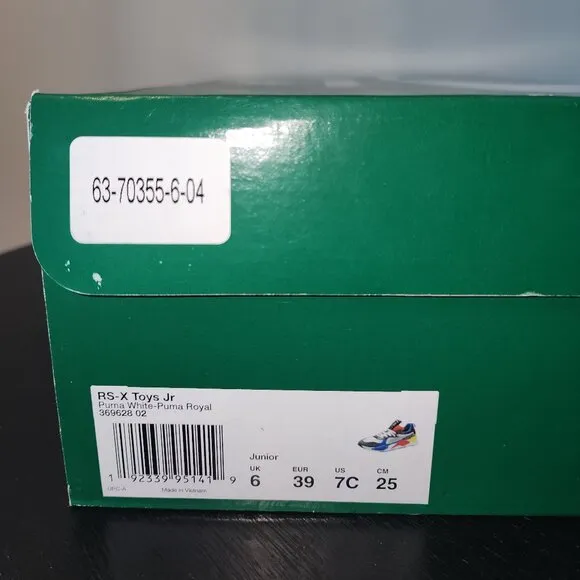 63-70355-6-04
RS-X Toys Jr
Puma White-Puma Royal
369628 02
Junior
UK EUR US CM
6 39 7C 25
1 92339 95141 9
Made in Vietnam